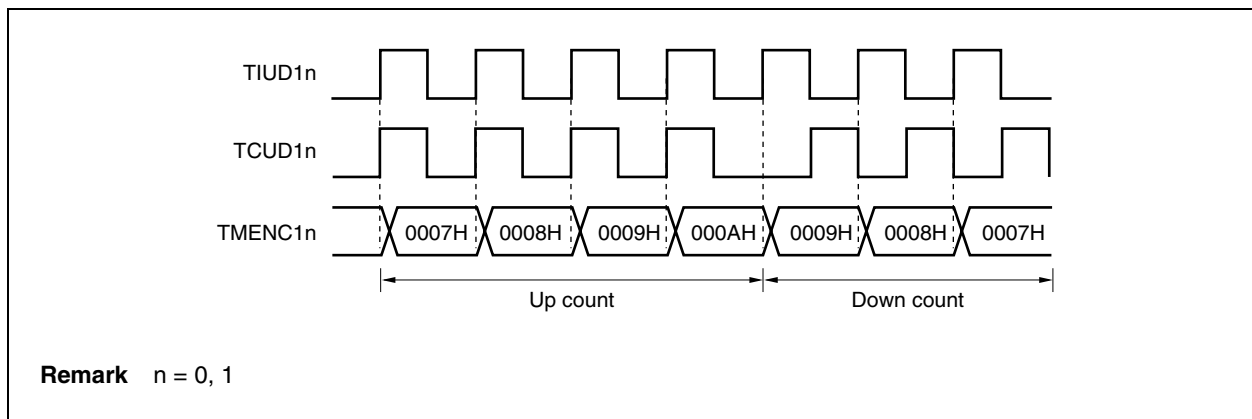 TIUD1n
TCUD1n
TMENC1n
0007H 0008H 0009H 000AH 0009H 0008H 0007H
Up count Down count
Remark n = 0, 1